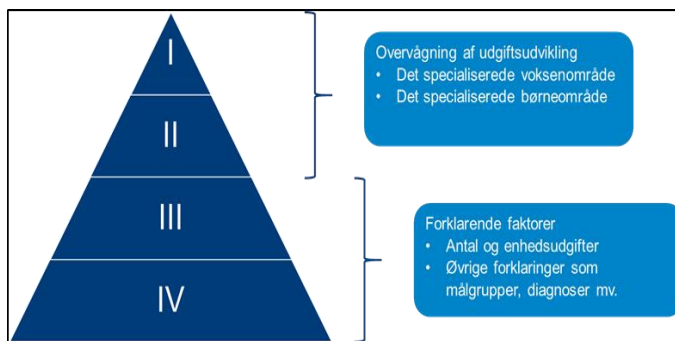 I
II
III
IV
Overvågning af udgiftsudvikling
• Det specialiserede voksenområde
• Det specialiserede børneområde
Forklarende faktorer
• Antal og enhedsudgifter
• Øvrige forklaringer som
målgrupper, diagnoser mv.